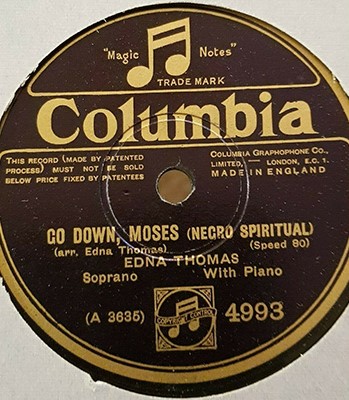 "Magic Notes"
TRADE MARK
Columbia
THIS RECORD (MADE BY PATENTED
PROCESS) MUST NOT BE SOLD
BELOW PRICE FIXED BY PATENTEES
COLUMBIA GRAPHOPHONE CO.,
LIMITED, — LONDON, E.C. 1.
MADE IN ENGLAND
GO DOWN, MOSES (NEGRO SPIRITUAL)
(arr. Edna Thomas) (Speed 80)
EDNA THOMAS
Soprano With Piano
(A 3635) COPYRIGHT CONTROL 4993